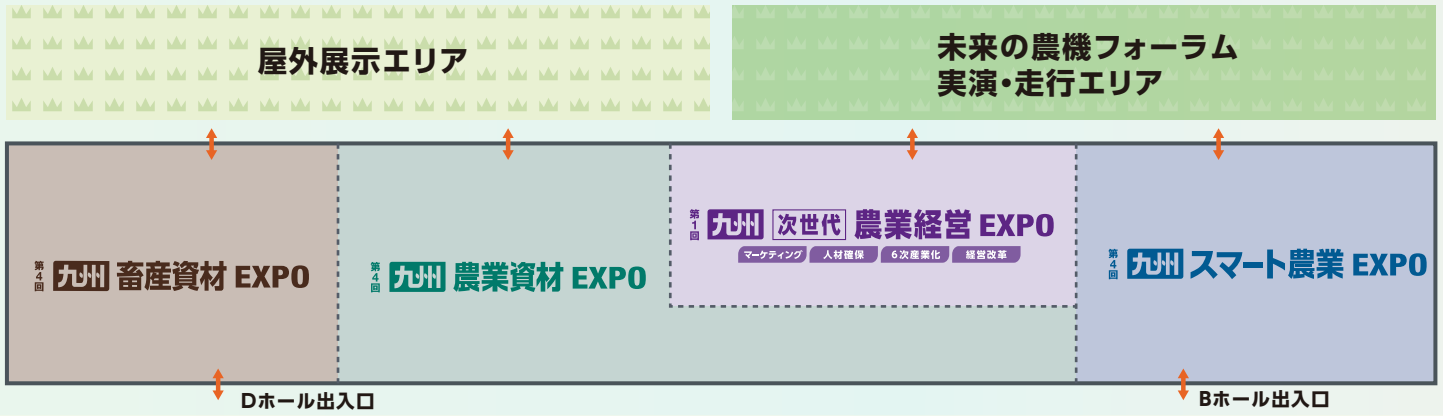 屋外展示エリア
未来の農機フォーラム
実演・走行エリア
第4回 九州 畜産資材 EXPO
第4回 九州 農業資材 EXPO
第1回 九州 次世代 農業経営 EXPO
マーケティング 人材確保 6次産業化 経営改革
第4回 九州 スマート農業 EXPO
Dホール出入口
Bホール出入口